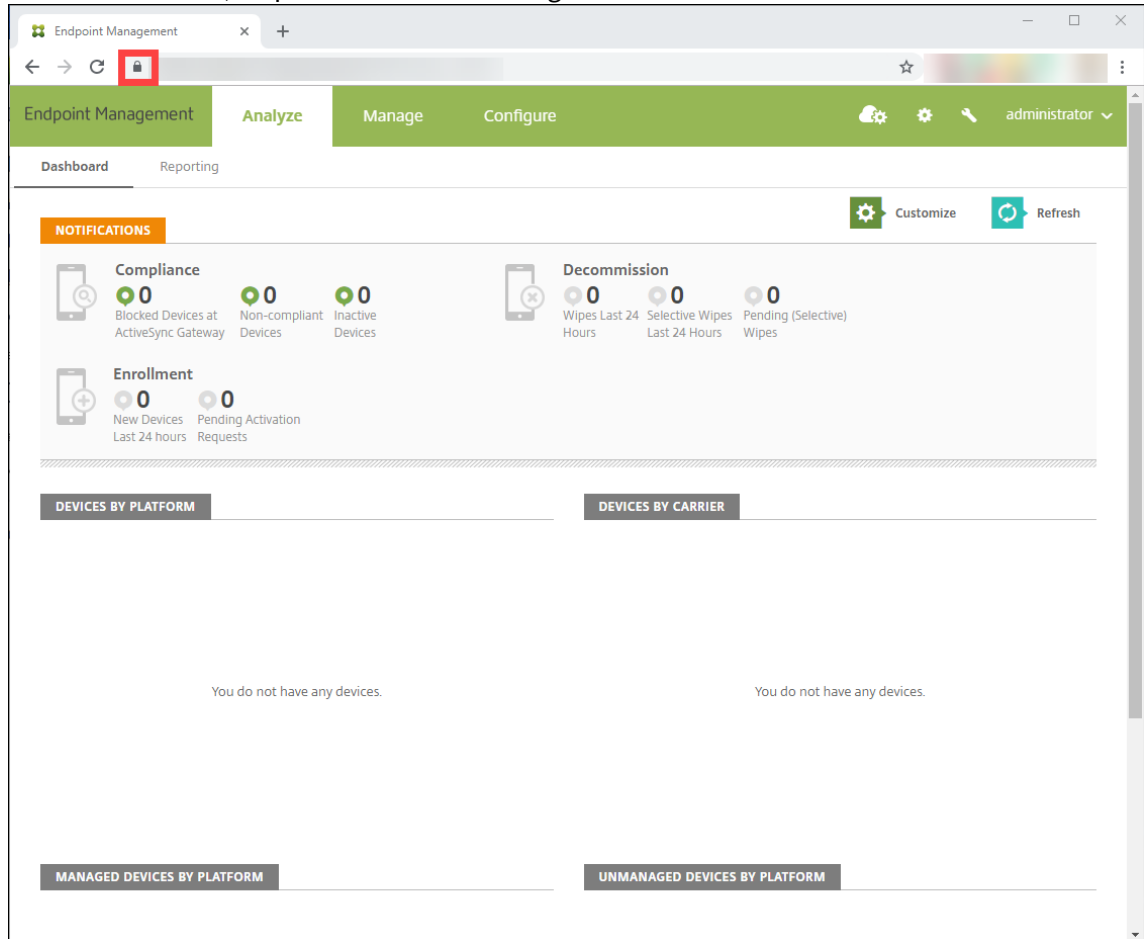 Endpoint Management
Endpoint Management Analyze Manage Configure administrator
Dashboard Reporting
Customize Refresh
NOTIFICATIONS
Compliance
0 0 0
Blocked Devices at Non-compliant Inactive
ActiveSync Gateway Devices Devices
Decommission
0 0 0
Wipes Last 24 Selective Wipes Pending (Selective)
Hours Last 24 Hours Wipes
Enrollment
0 0
New Devices Pending Activation
Last 24 hours Requests
DEVICES BY PLATFORM DEVICES BY CARRIER
You do not have any devices. You do not have any devices.
MANAGED DEVICES BY PLATFORM UNMANAGED DEVICES BY PLATFORM